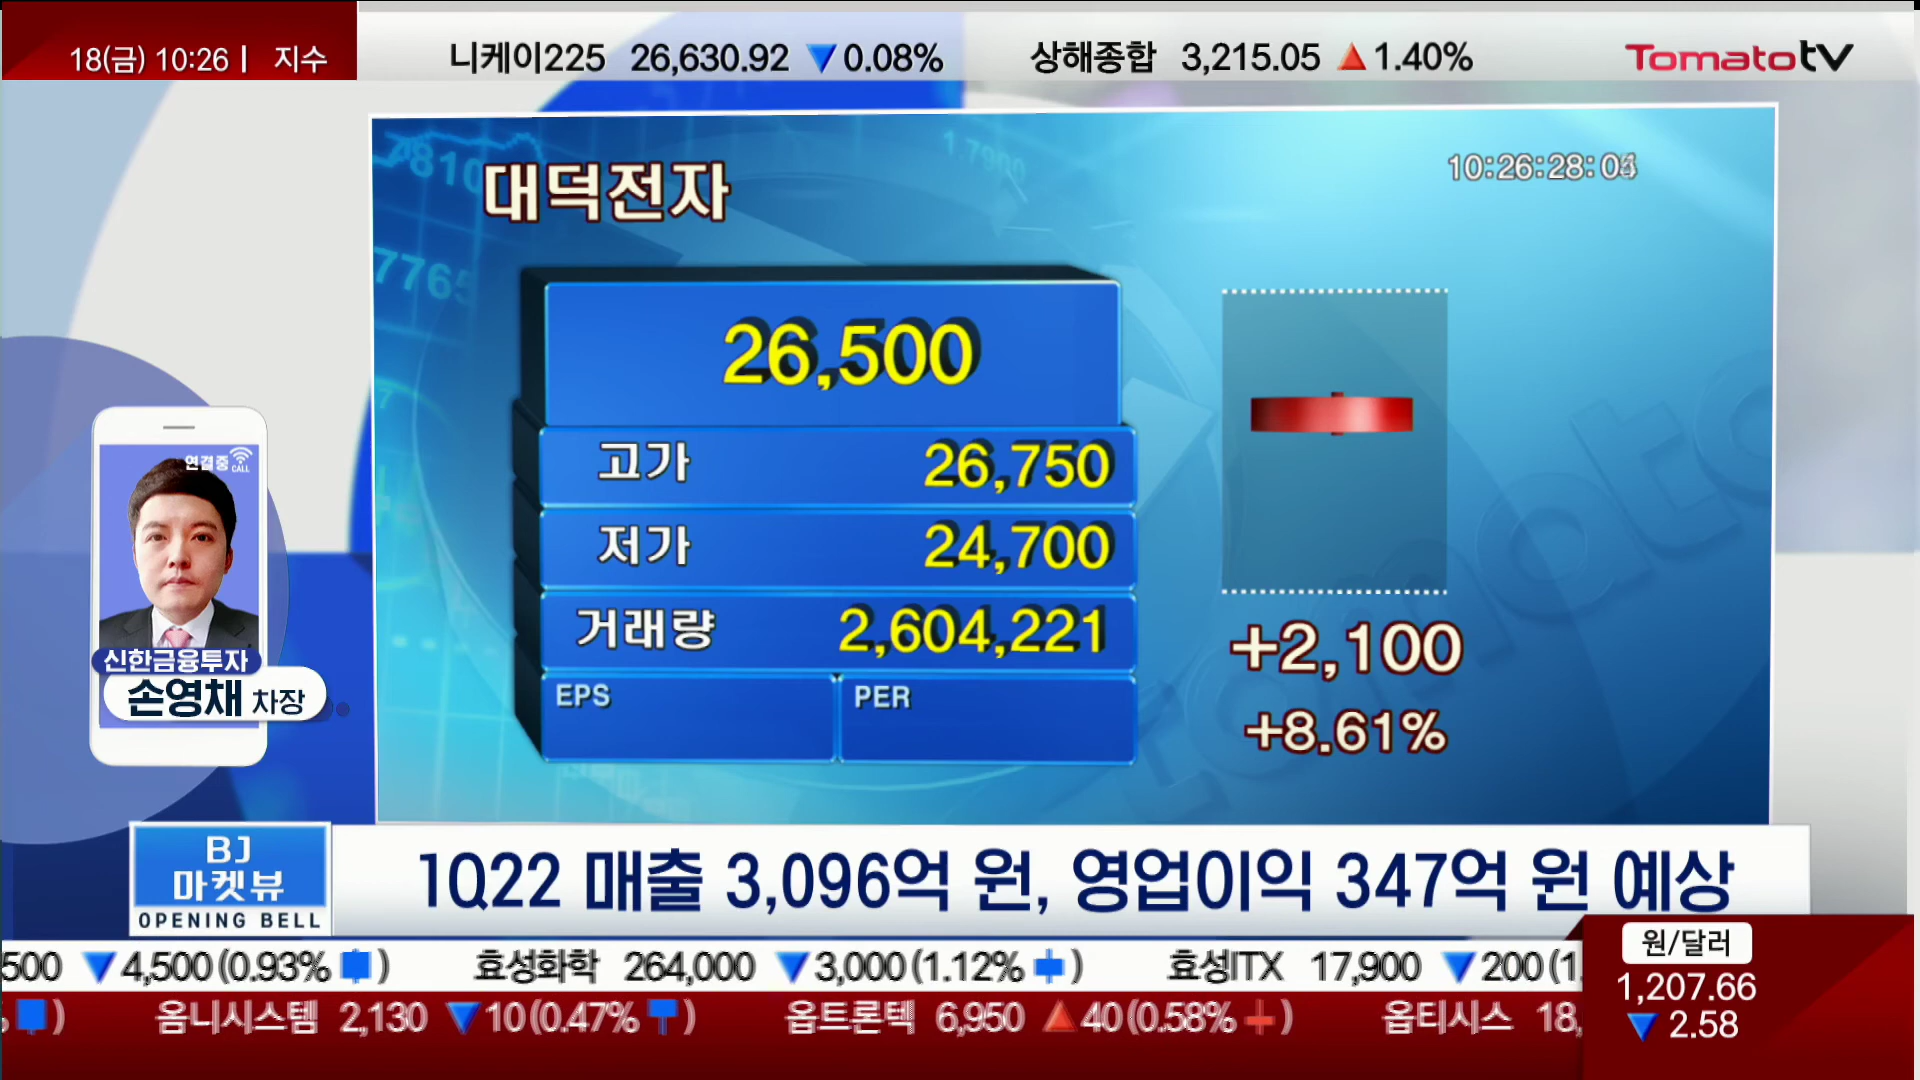 18(금) 10:26 | 지수
니케이225 26,630.92 ▼0.08%
상해종합 3,215.05 ▲1.40%
Tomatotv
대덕전자
26,500
고가 26,750
저가 24,700
거래량 2,604,221
EPS
PER
+2,100
+8.61%
연결중
CALL
신한금융투자
손영채 차장
BJ
마켓뷰
OPENING BELL
1Q22 매출 3,096억 원, 영업이익 347억 원 예상
500 ▼4,500(0.93% ) 효성화학 264,000 ▼3,000(1.12% ) 효성ITX 17,900 ▼200(1.
) 옴니시스템 2,130 ▼10(0.47% ) 옵트론텍 6,950 ▲40(0.58% ) 옵티시스 18,
원/달러
1,207.66
▼ 2.58